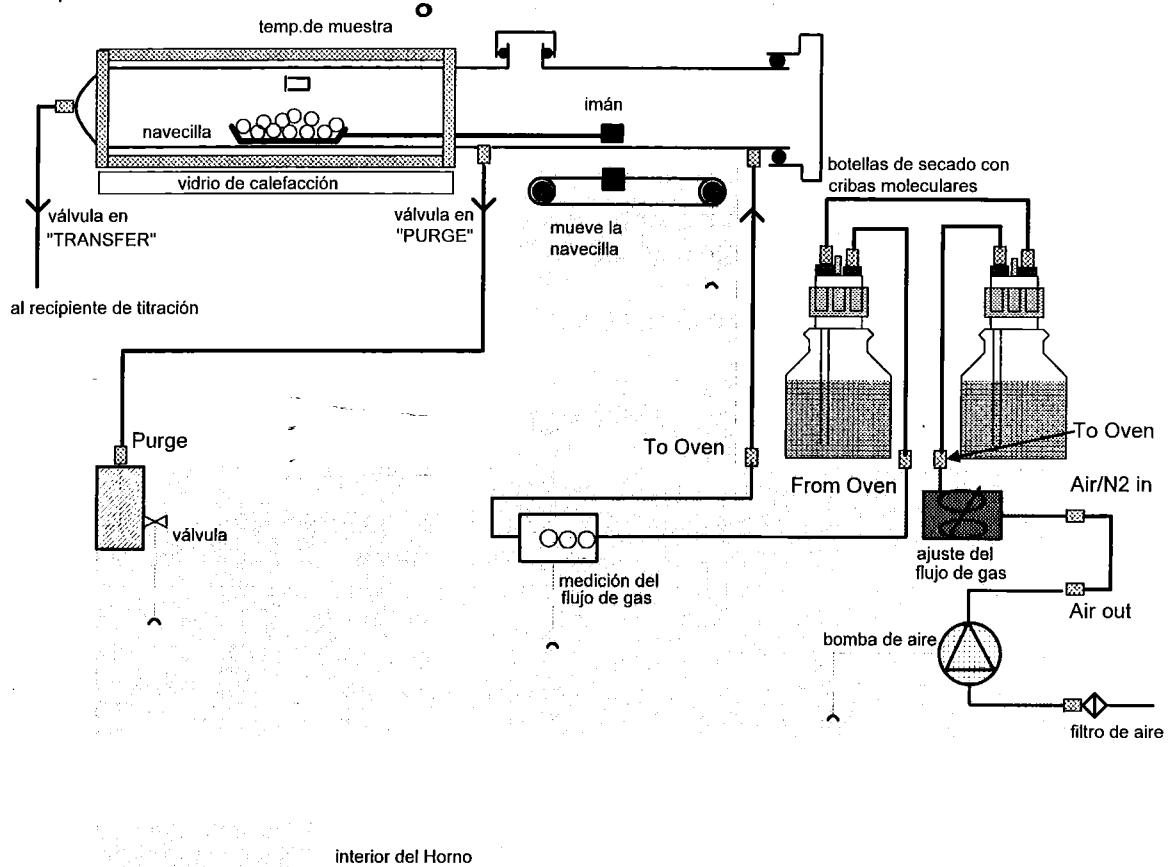 temp.de muestra
imán
navecilla
botellas de secado con
cribas moleculares
vidrio de calefacción
válvula en
"TRANSFER"
válvula en
"PURGE"
mueve la
navecilla
al recipiente de titración
Purge
To Oven
To Oven
From Oven
Air/N2 in
válvula
ajuste del
flujo de gas
medición del
flujo de gas
Air out
bomba de aire
filtro de aire
interior del Horno